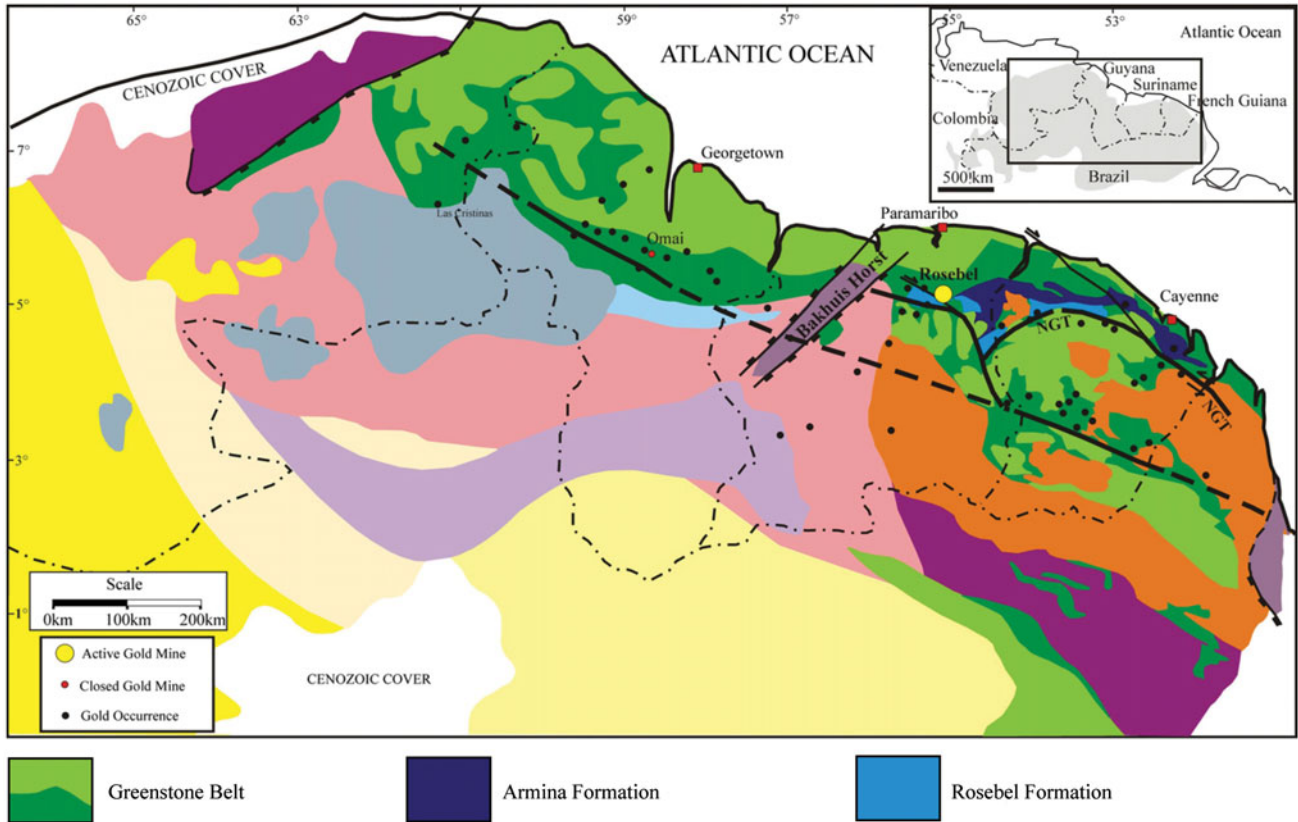 65
63
59
57
55
53
7°
5°
3°
1°
ATLANTIC OCEAN
CENOZOIC COVER
Georgetown
Las Cristinas
Omai
Paramaribo
Bakhuis Horst
Rosebel
Cayenne
NGT
NGT
CENOZOIC COVER
Atlantic Ocean
Venezuela
Guyana
Suriname
French Guiana
Colombia
500 km
Brazil
Scale
0km 100km 200km
Active Gold Mine
Closed Gold Mine
Gold Occurrence
Greenstone Belt
Armina Formation
Rosebel Formation